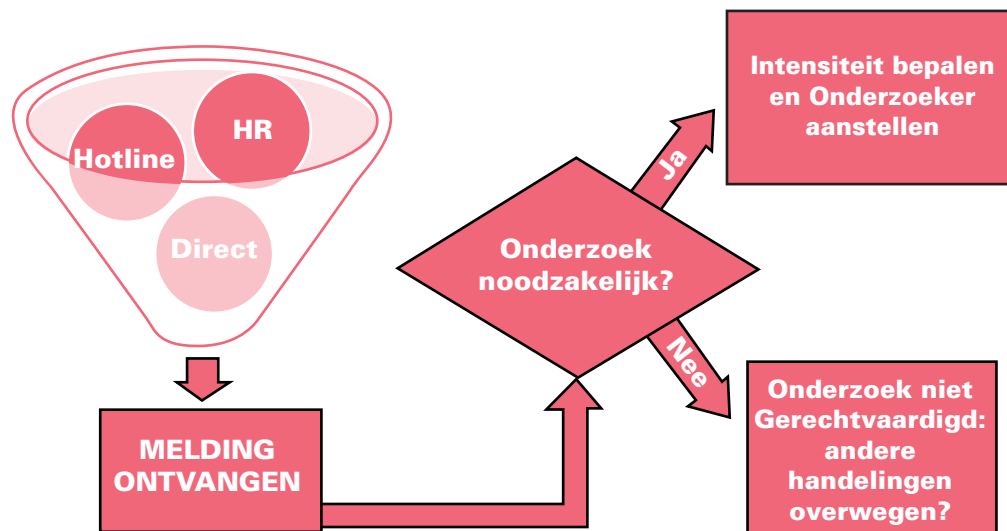 Hotline
HR
Direct
MELDING
ONTVANGEN
Onderzoek
noodzakelijk?
Ja
Intensiteit bepalen
en Onderzoeker
aanstellen
Nee
Onderzoek niet
Gerechtvaardigd:
andere
handelingen
overwegen?